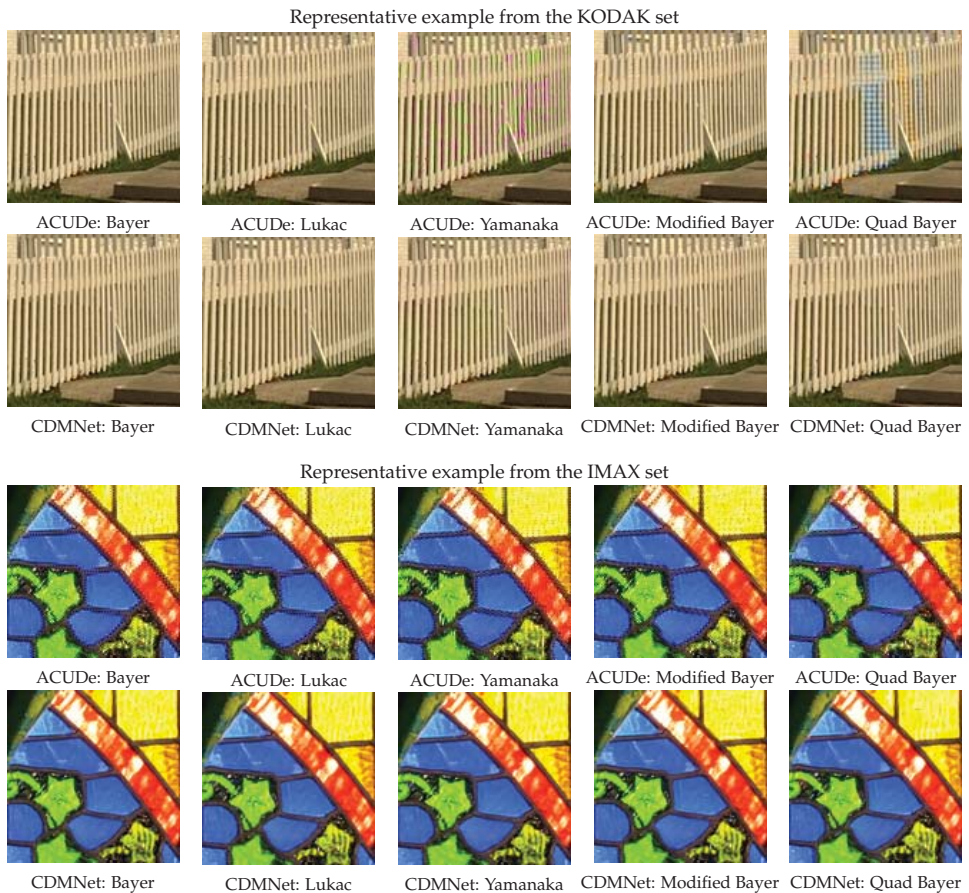 Representative example from the KODAK set
ACUDe: Bayer
ACUDe: Lukac
ACUDe: Yamanaka
ACUDe: Modified Bayer
ACUDe: Quad Bayer
CDMNet: Bayer
CDMNet: Lukac
CDMNet: Yamanaka
CDMNet: Modified Bayer
CDMNet: Quad Bayer
Representative example from the IMAX set
ACUDe: Bayer
ACUDe: Lukac
ACUDe: Yamanaka
ACUDe: Modified Bayer
ACUDe: Quad Bayer
CDMNet: Bayer
CDMNet: Lukac
CDMNet: Yamanaka
CDMNet: Modified Bayer
CDMNet: Quad Bayer